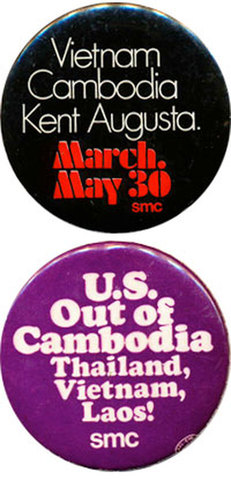 Vietnam
Cambodia
Kent Augusta.
March.
May 30
smc
U.S.
Out of
Cambodia
Thailand,
Vietnam,
Laos!
smc